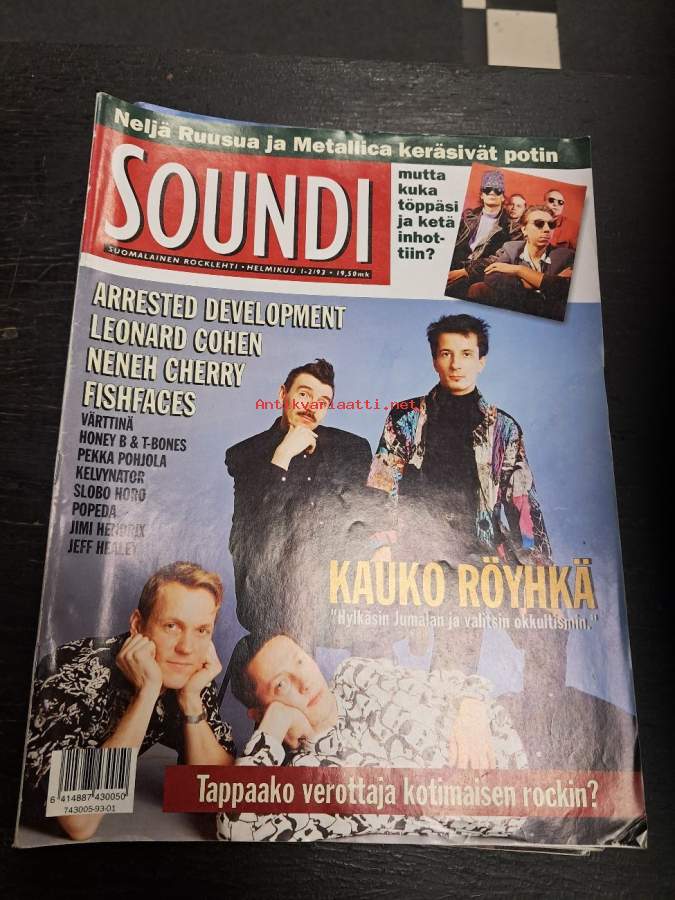 Neljä Ruusua ja Metallica keräsivät potin
mutta
kuka
töppäsi
ja ketä
inhot-
tiin?
SOUNDI
SUOMALAINEN ROCKLEHTI • HELMIKUU 1-2/93 • 19,50mk
ARRESTED DEVELOPMENT
LEONARD COHEN
NENEH CHERRY
FISHFACES
VÄRTTINÄ
HONEY B & T-BONES
PEKKA POHJOLA
KELVYNATOR
SLOBO HORO
POPEDA
JIMI HENDRIX
JEFF HEALEY
Antikvariaatti.net
KAUKO RÖYHKÄ
"Hylkäsin Jumalan ja valitsin okkultismin."
Tappaako verottaja kotimaisen rockin?
6 414887 430050
743005-93-01